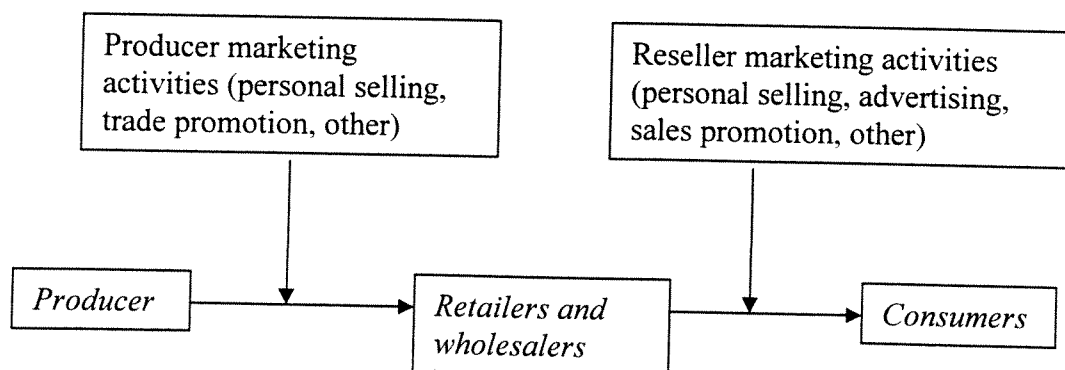 Producer marketing
activities (personal selling,
trade promotion, other)
Reseller marketing activities
(personal selling, advertising,
sales promotion, other)
Producer
Retailers and
wholesalers
Consumers